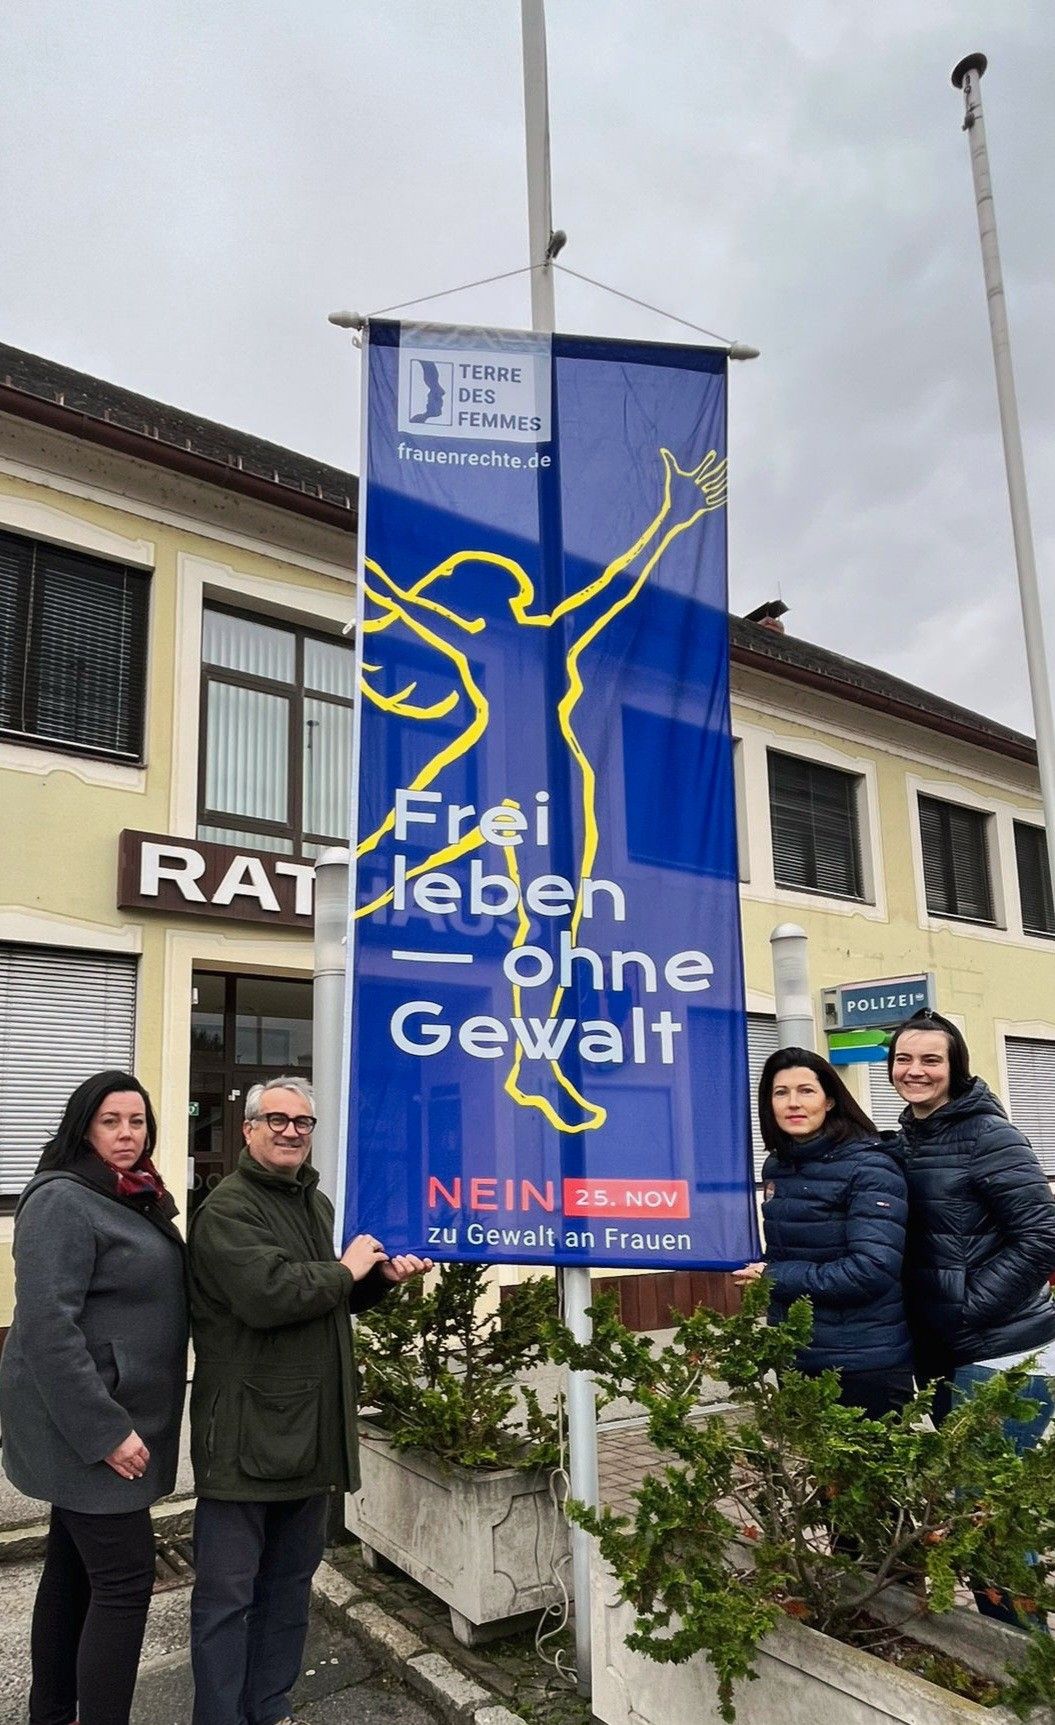 TERRE
DES
FEMMES
frauenrechte.de
Frei
leben
— ohne
Gewalt
NEIN 25. NOV
zu Gewalt an Frauen
RAT
POLIZEI